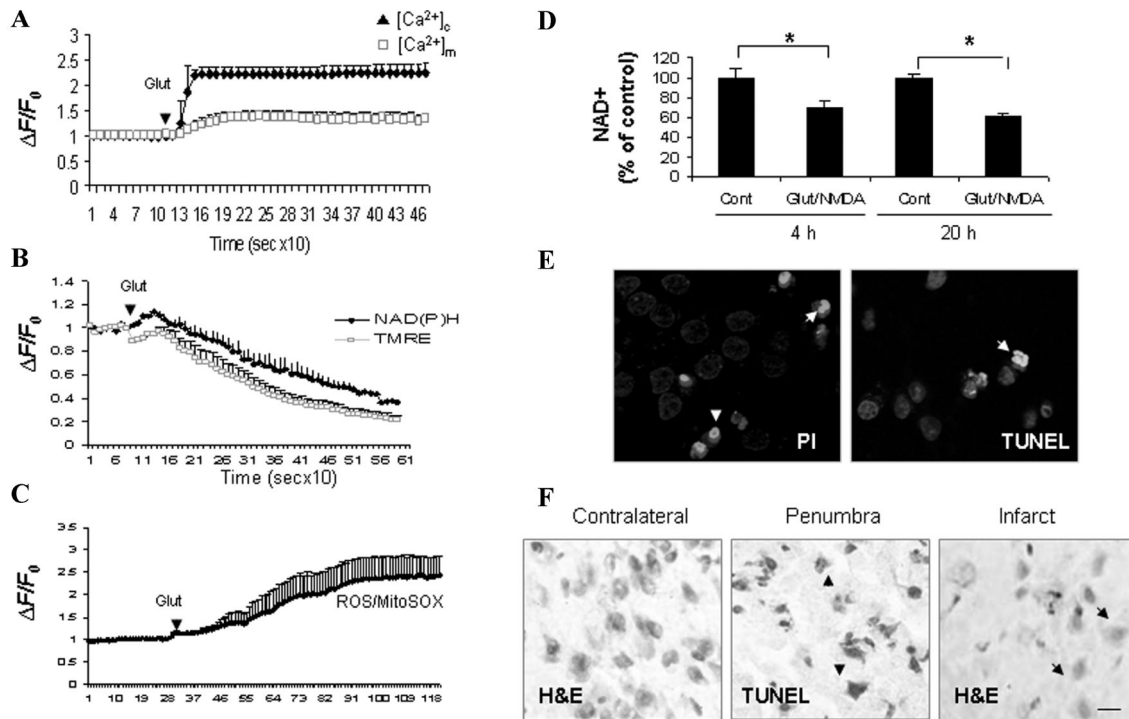 A
[Ca²⁺]c
[Ca²⁺]m
Glut
ΔF/F₀
3
2.5
2
1.5
1
0.5
0
1 4 7 10 13 16 19 22 25 28 31 34 37 40 43 46
Time (sec x10)
B
Glut
NAD(P)H
TMRE
ΔF/F₀
1.4
1.2
1
0.8
0.6
0.4
0.2
0
1 6 11 16 21 26 31 36 41 46 51 56 61
Time (secx10)
C
Glut
ROS/MitoSOX
ΔF/F₀
3.5
3
2.5
2
1.5
1
0.5
0
1 10 19 28 37 46 55 64 73 82 91 100 109 118
D
*
*
NAD+
(% of control)
120
100
80
60
40
20
0
Cont Glut/NMDA Cont Glut/NMDA
4 h 20 h
E
PI
TUNEL
F
Contralateral
Penumbra
Infarct
H&E
TUNEL
H&E